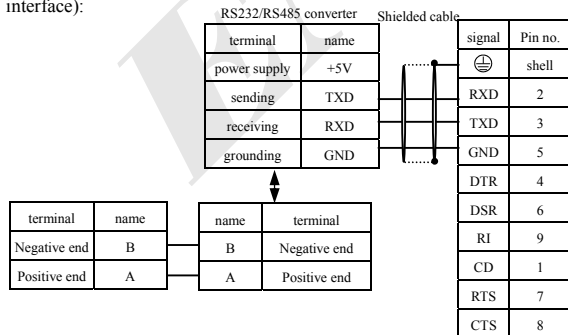 interface):
RS232/RS485 converter
Shielded cable
terminal name
power supply +5V
sending TXD
receiving RXD
grounding GND
signal Pin no.
shell
RXD 2
TXD 3
GND 5
DTR 4
DSR 6
RI 9
CD 1
RTS 7
CTS 8
terminal name
Negative end B
Positive end A
name terminal
B Negative end
A Positive end